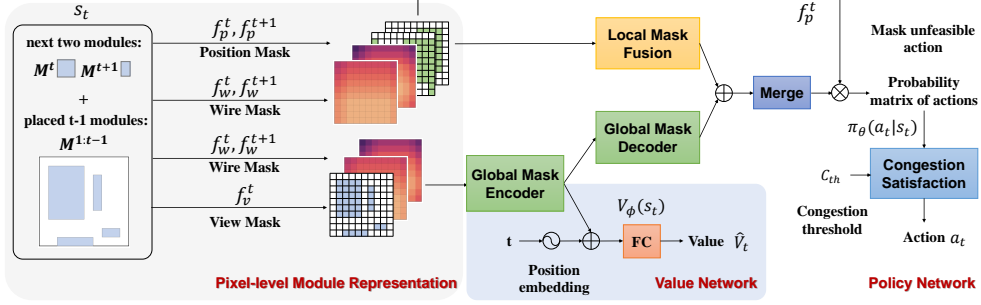 s_t
next two modules:
M^t M^{t+1}
+
placed t-1 modules:
M^{1:t−1}
f_p^t, f_p^{t+1}
Position Mask
f_w^t, f_w^{t+1}
Wire Mask
f_w^t, f_w^{t+1}
Wire Mask
f_v^t
View Mask
Pixel-level Module Representation
Local Mask
Fusion
Global Mask
Encoder
Global Mask
Decoder
Merge
t
Position
embedding
V_ϕ(s_t)
FC
Value V̂_t
Value Network
f_p^t
Mask unfeasible
action
Probability
matrix of actions
π_θ(a_t|s_t)
C_{th}
Congestion
Satisfaction
Congestion
threshold
Action a_t
Policy Network